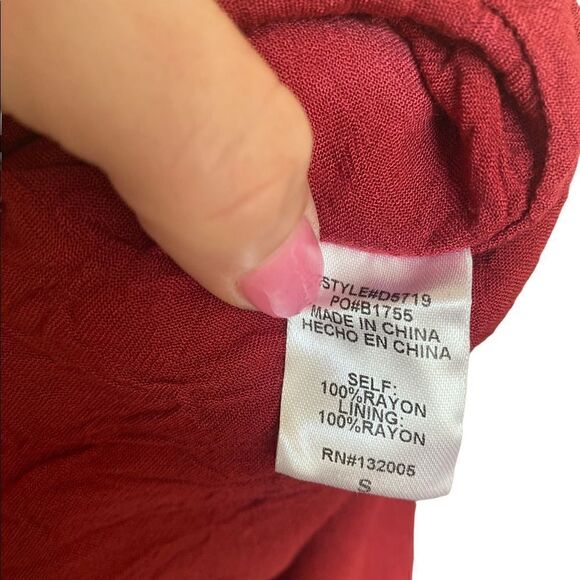 STYLE#D5719
PO#B1755
MADE IN CHINA
HECHO EN CHINA
SELF:
100%RAYON
LINING:
100%RAYON
RN#132005
S